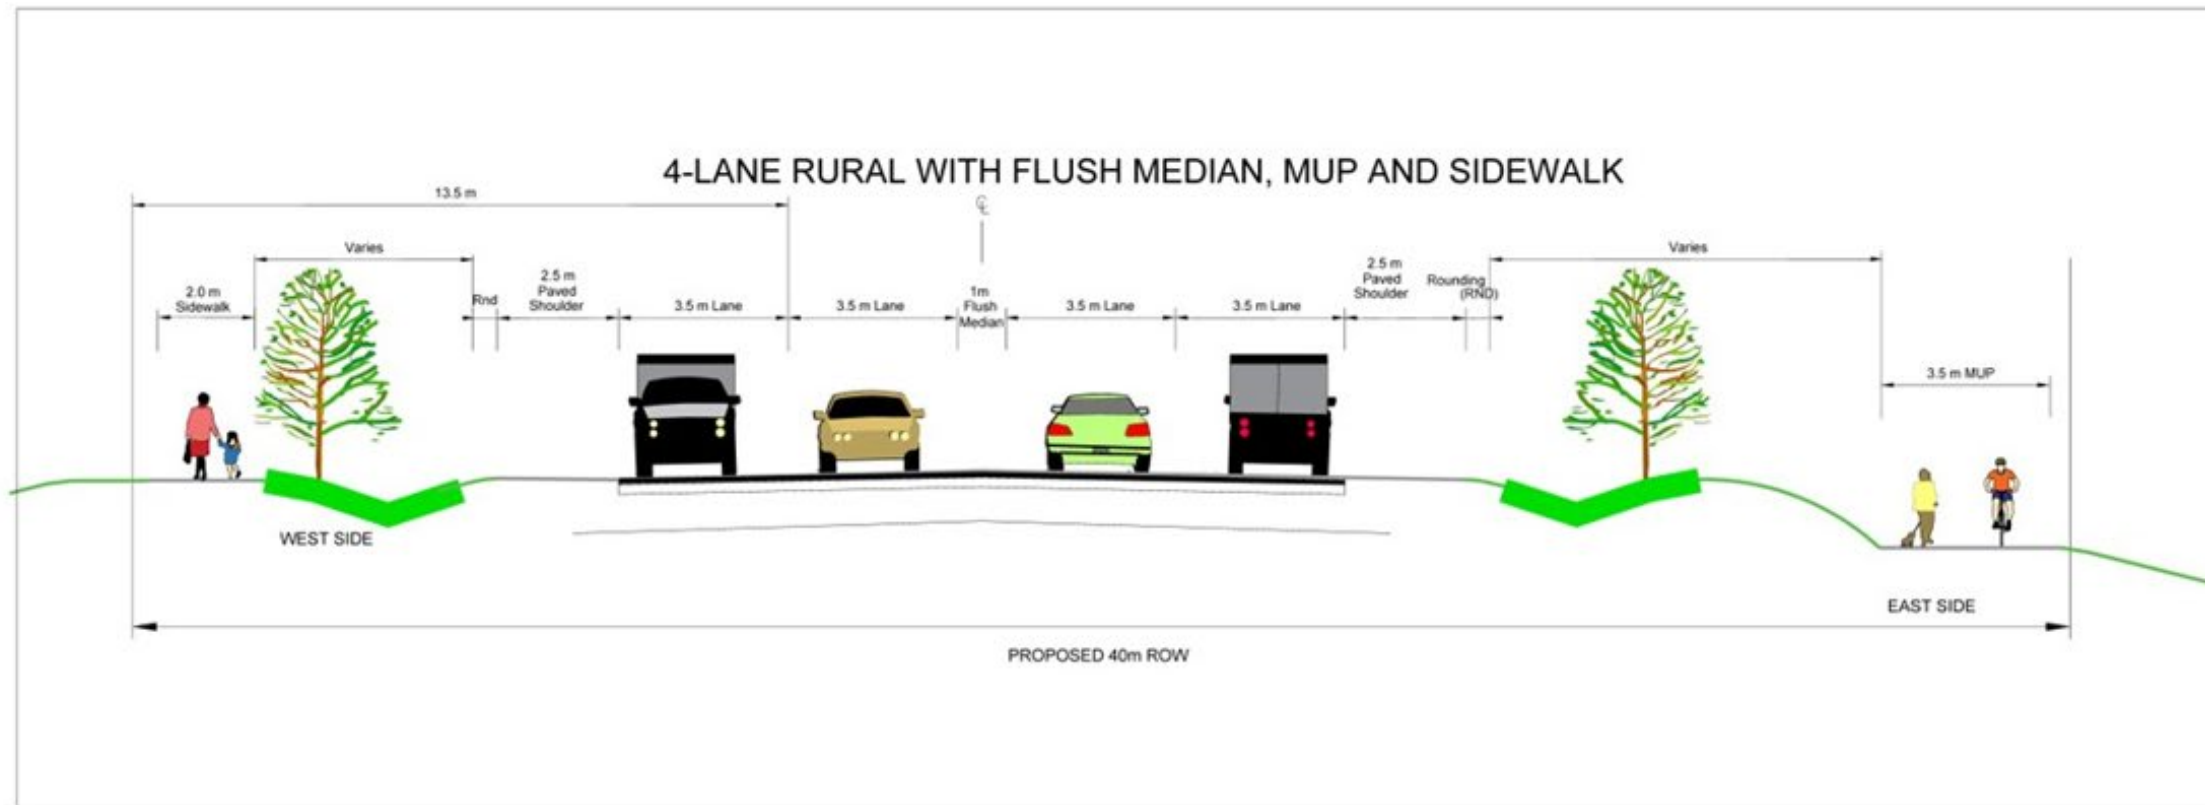 4-LANE RURAL WITH FLUSH MEDIAN, MUP AND SIDEWALK
13.5 m
℄
Varies
Varies
2.0 m
Sidewalk
Rnd
2.5 m
Paved
Shoulder
3.5 m Lane
3.5 m Lane
1m
Flush
Median
3.5 m Lane
3.5 m Lane
2.5 m
Paved
Shoulder
Rounding
(RND)
3.5 m MUP
WEST SIDE
EAST SIDE
PROPOSED 40m ROW